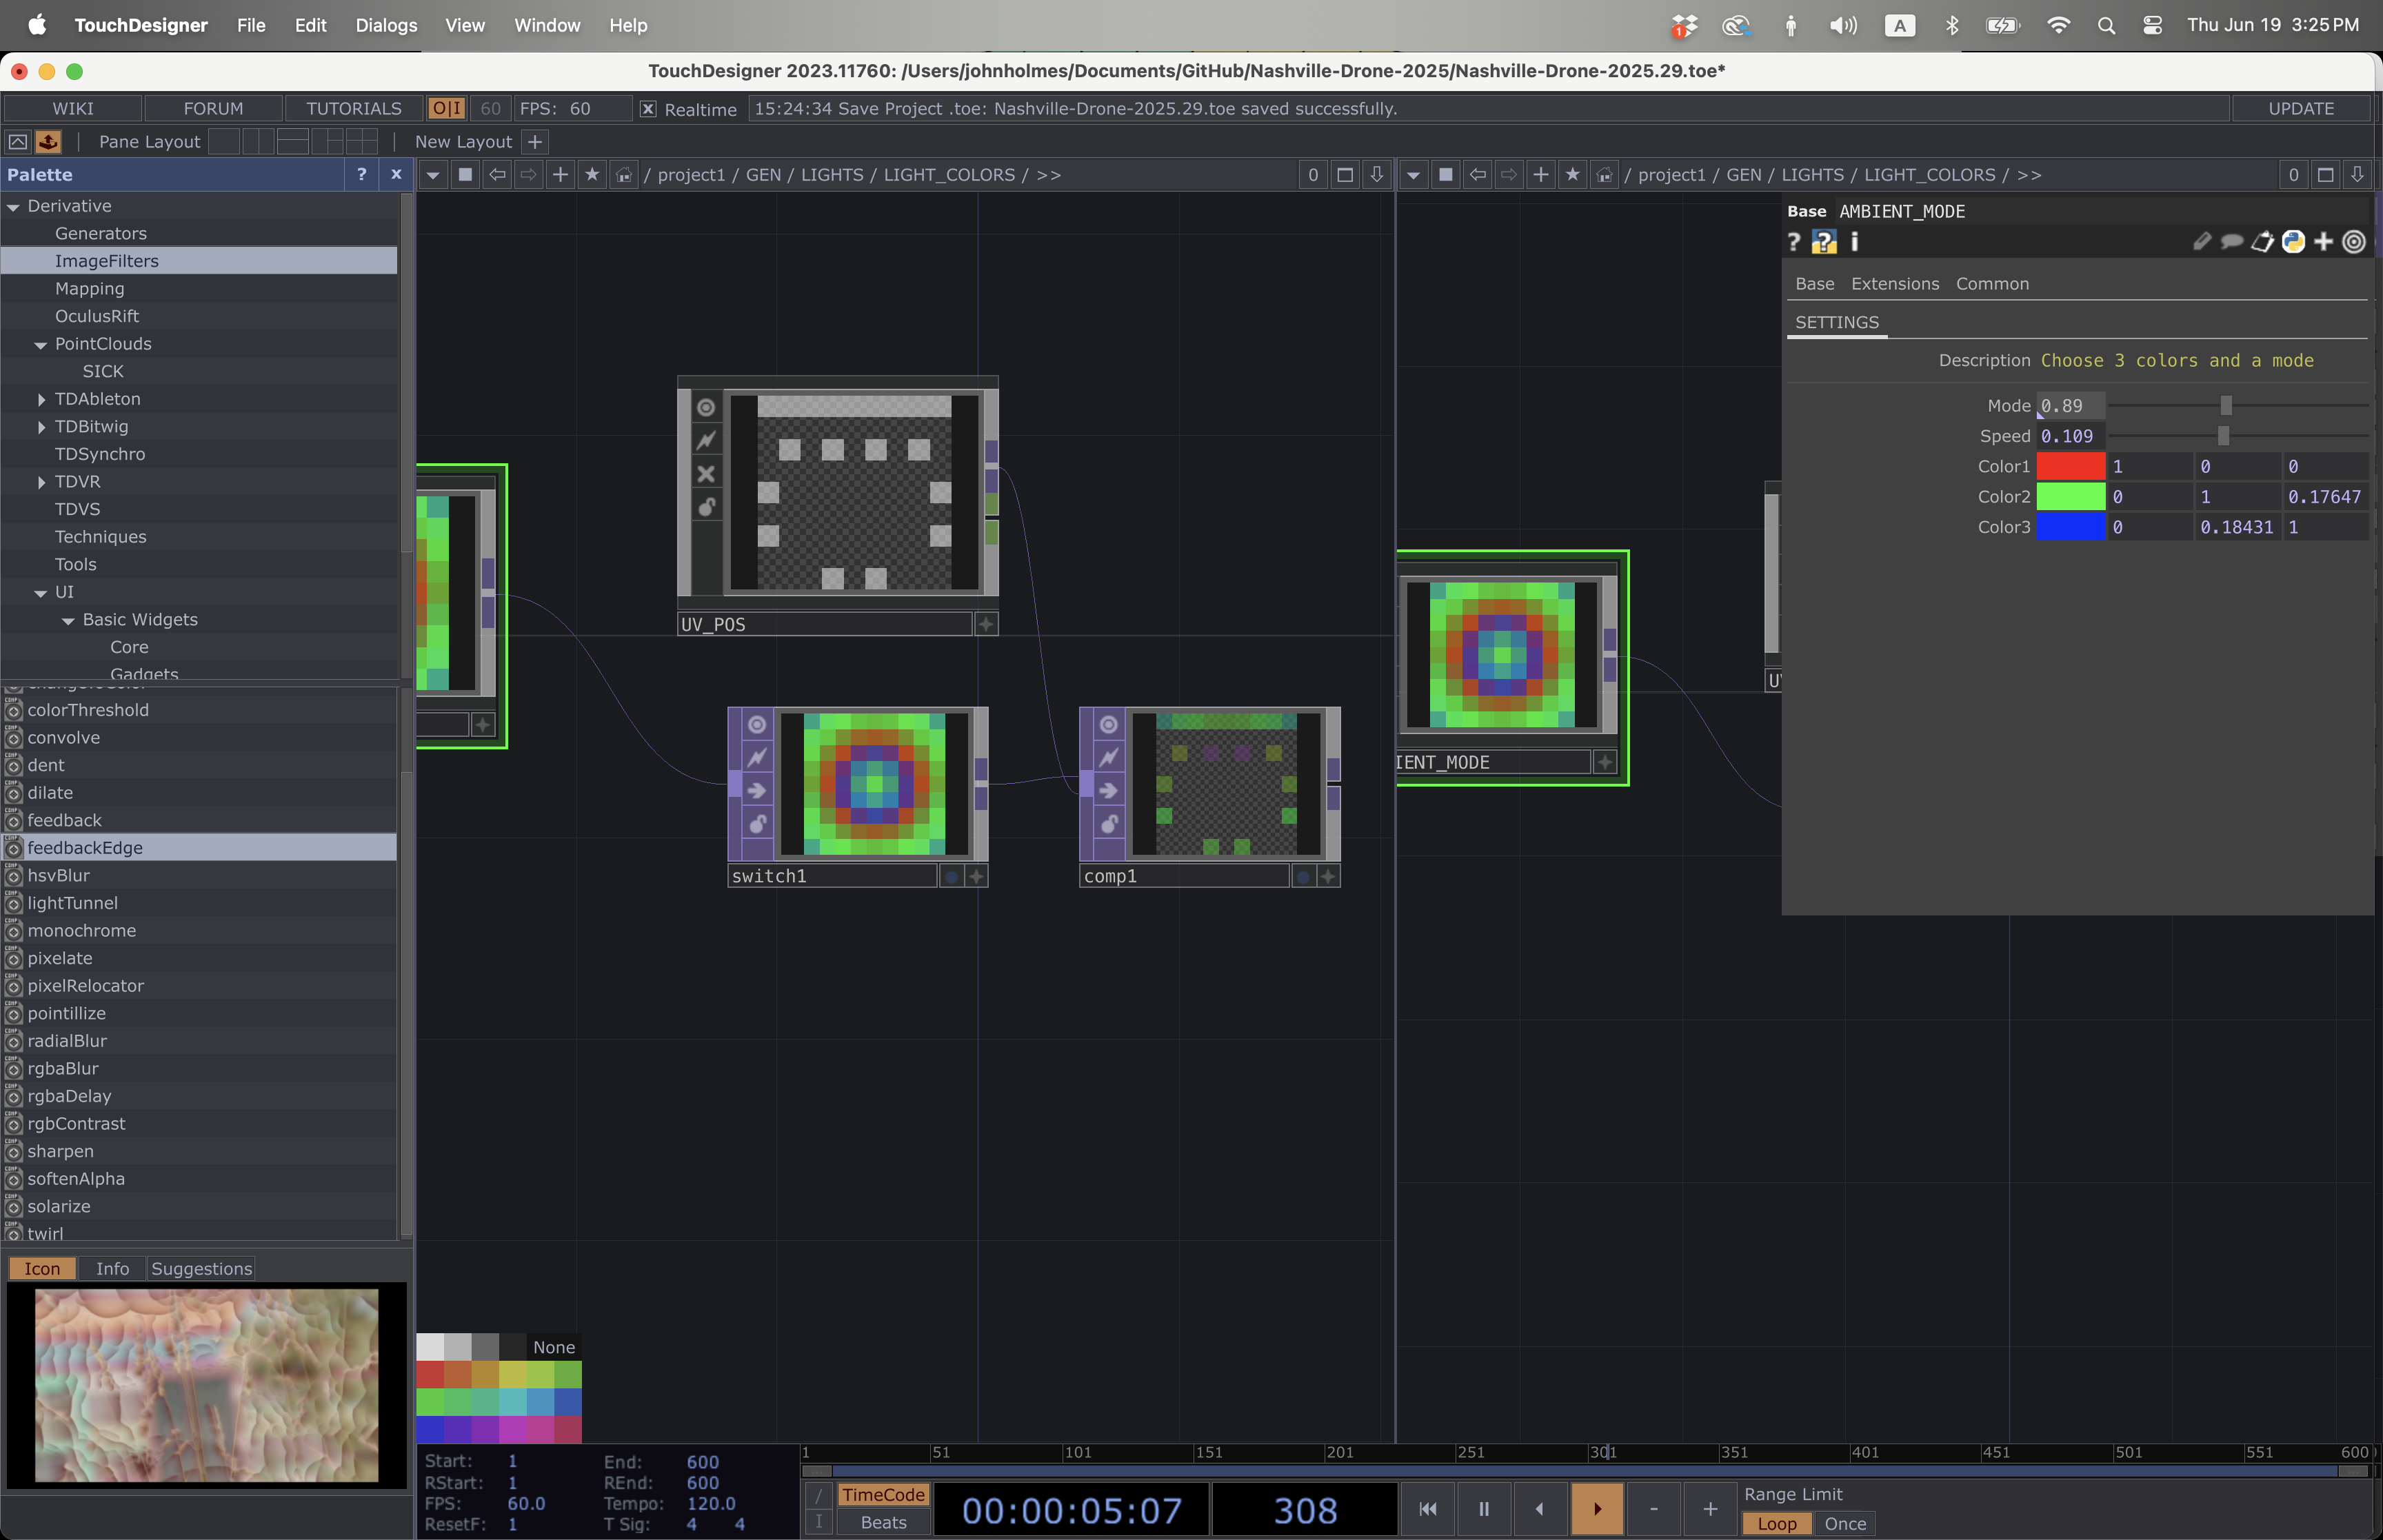 TouchDesigner File Edit Dialogs View Window Help
1 A Thu Jun 19 3:25 PM
TouchDesigner 2023.11760: /Users/johnholmes/Documents/GitHub/Nashville-Drone-2025/Nashville-Drone-2025.29.toe*
WIKI FORUM TUTORIALS O|I 60 FPS: 60 Realtime 15:24:34 Save Project .toe: Nashville-Drone-2025.29.toe saved successfully. UPDATE
Pane Layout New Layout +
Palette ? x
/ project1 / GEN / LIGHTS / LIGHT_COLORS / >> 0
/ project1 / GEN / LIGHTS / LIGHT_COLORS / >> 0
Derivative
Generators
ImageFilters
Mapping
OculusRift
PointClouds
SICK
TDAbleton
TDBitwig
TDSynchro
TDVR
TDVS
Techniques
Tools
UI
Basic Widgets
Core
Gadgets
colorThreshold
convolve
dent
dilate
feedback
feedbackEdge
hsvBlur
lightTunnel
monochrome
pixelate
pixelRelocator
pointillize
radialBlur
rgbaBlur
rgbaDelay
rgbContrast
sharpen
softenAlpha
solarize
twirl
Icon Info Suggestions
UV_POS
switch1
comp1
IENT_MODE
Base AMBIENT_MODE
? ? i
Base Extensions Common
SETTINGS
Description Choose 3 colors and a mode
Mode 0.89
Speed 0.109
Color1 1 0 0
Color2 0 1 0.17647
Color3 0 0.18431 1
None
Start: 1 End: 600
RStart: 1 REnd: 600
FPS: 60.0 Tempo: 120.0
ResetF: 1 T Sig: 4 4
1 51 101 151 201 251 301 351 401 451 501 551 600
TimeCode
Beats
00:00:05:07
308
- +
Range Limit
Loop Once